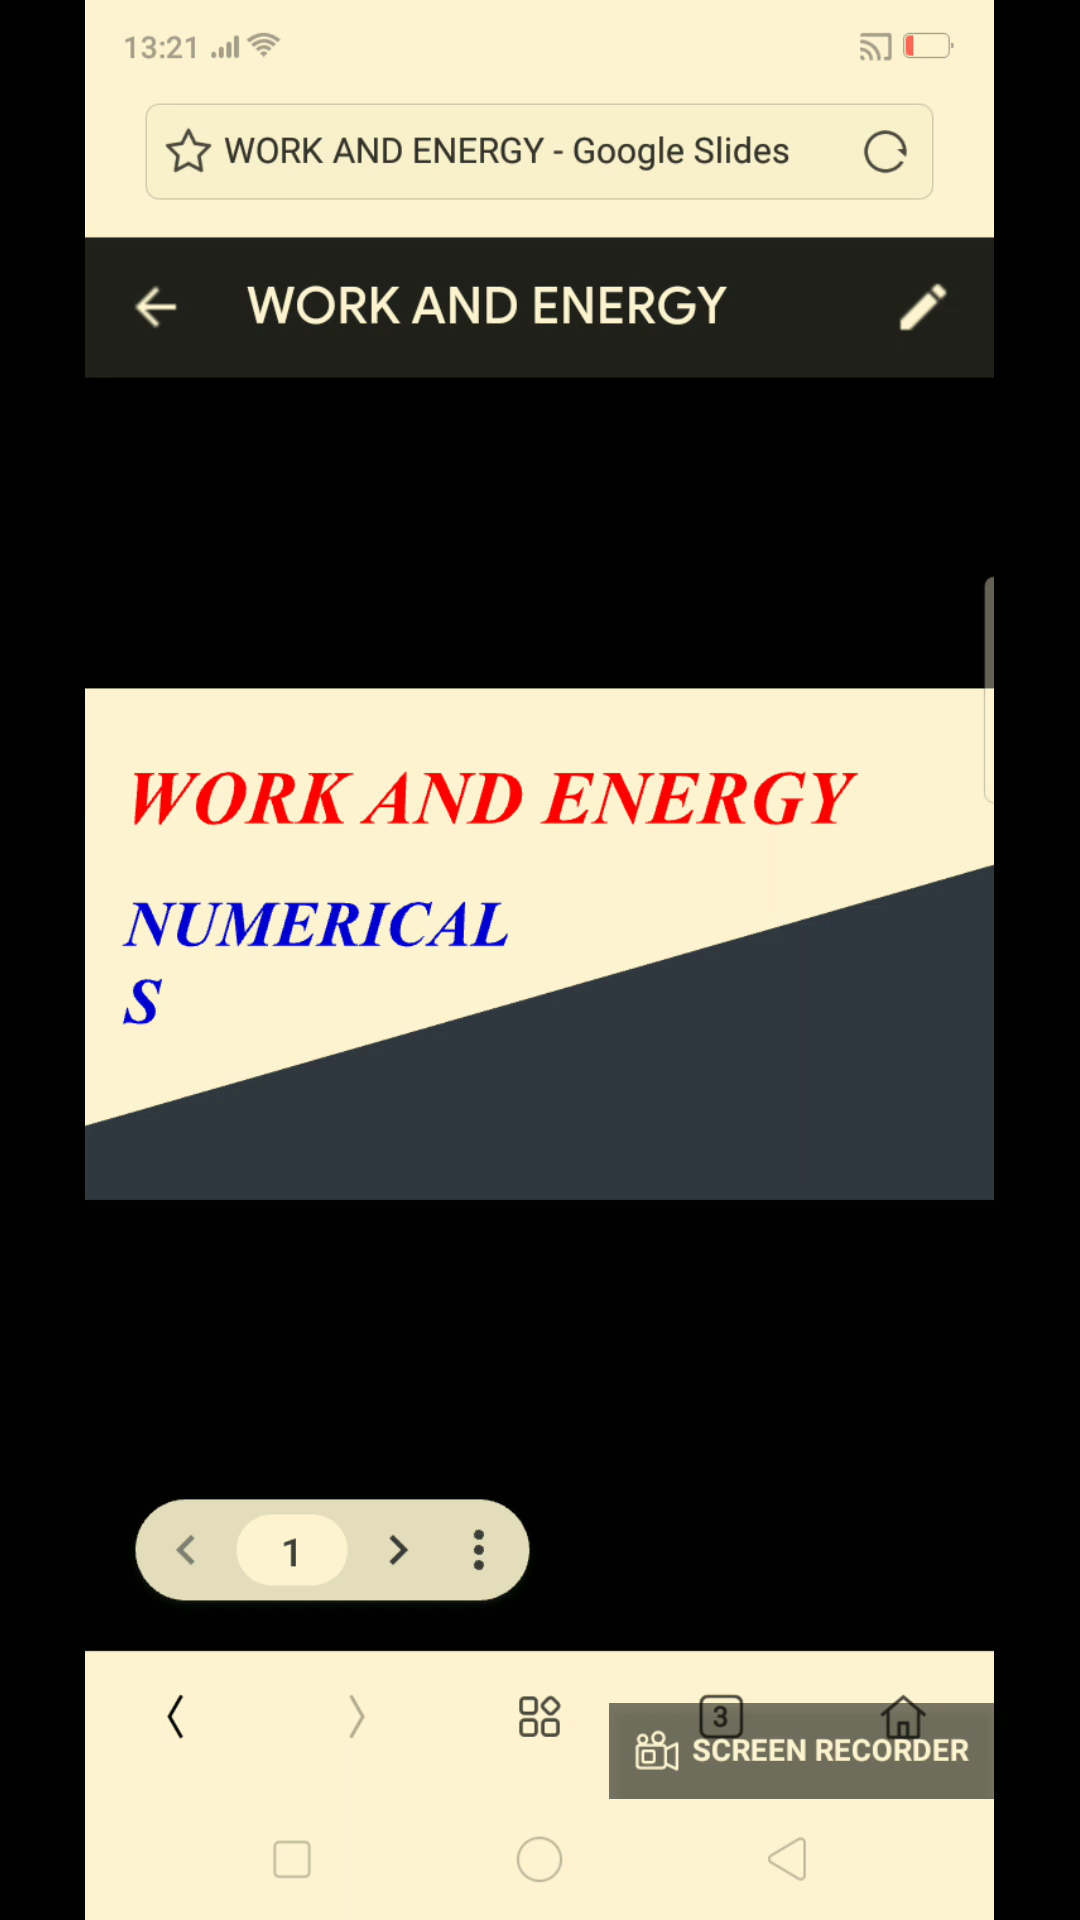 13:21
WORK AND ENERGY - Google Slides
WORK AND ENERGY
WORK AND ENERGY
NUMERICAL
S
1
3
SCREEN RECORDER